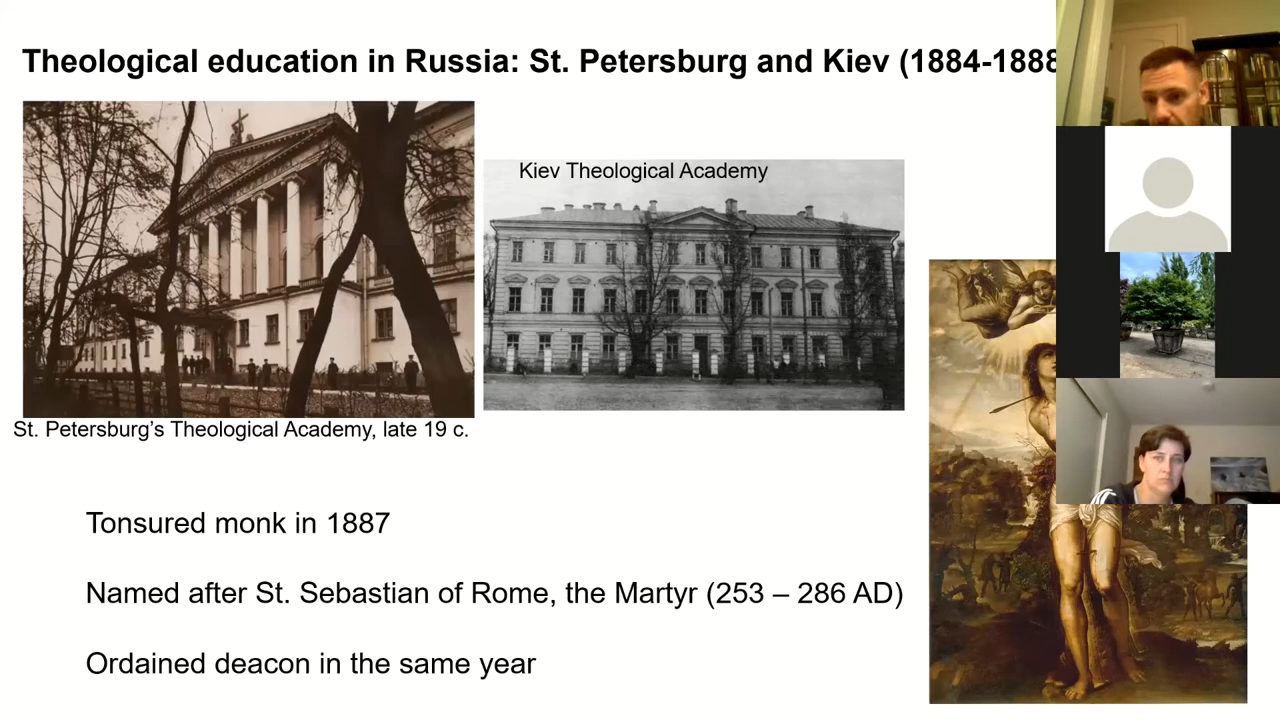 Theological education in Russia: St. Petersburg and Kiev (1884-1888
Kiev Theological Academy
St. Petersburg’s Theological Academy, late 19 c.
Tonsured monk in 1887
Named after St. Sebastian of Rome, the Martyr (253 – 286 AD)
Ordained deacon in the same year